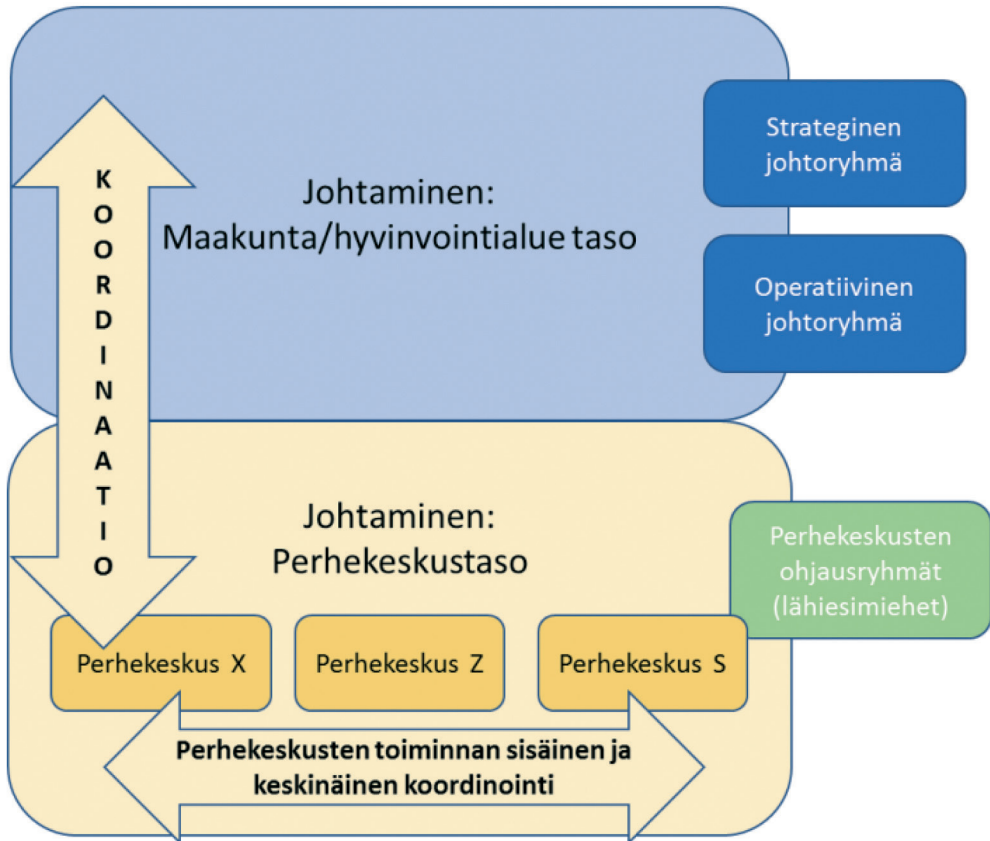 Strateginen
johtoryhmä
KOORDINAATIO
Johtaminen:
Maakunta/hyvinvointialue taso
Operatiivinen
johtoryhmä
Johtaminen:
Perhekeskustaso
Perhekeskusten
ohjausryhmät
(lähiesimiehet)
Perhekeskus X
Perhekeskus Z
Perhekeskus S
Perhekeskusten toiminnan sisäinen ja
keskinäinen koordinointi